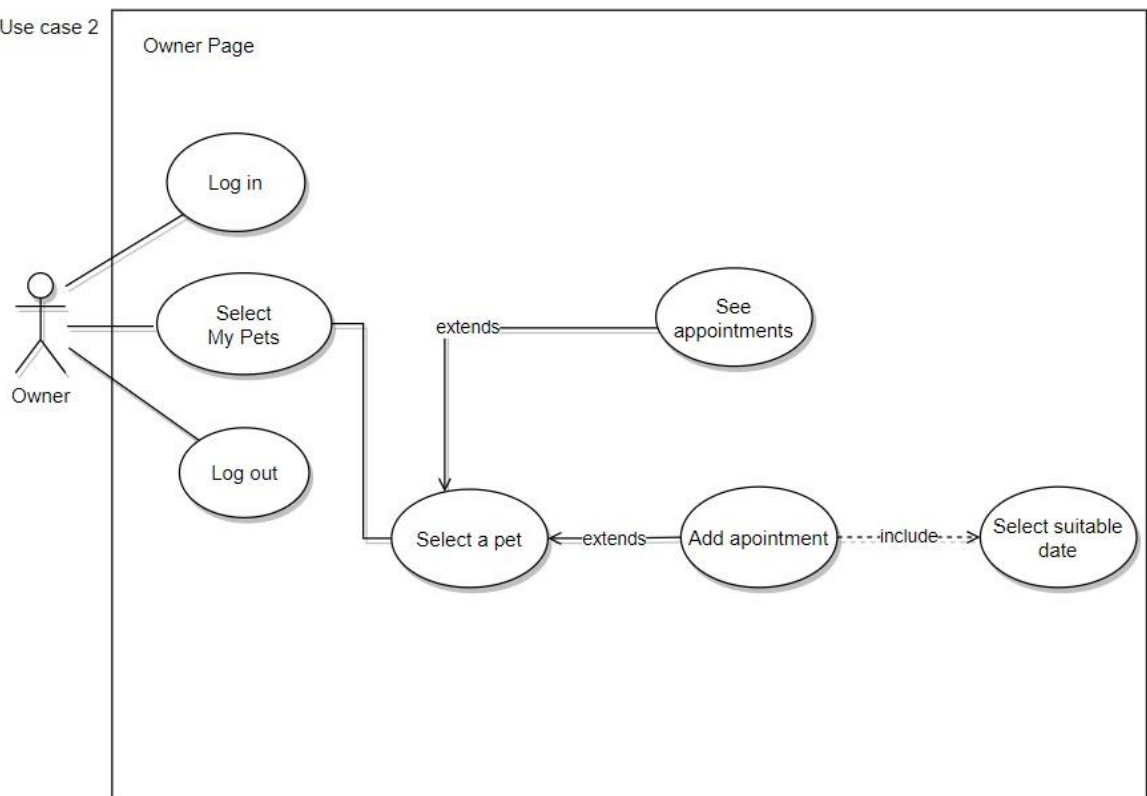 Use case 2
Owner Page
Log in
Select
My Pets
See
appointments
extends
Owner
Log out
Select a pet
extends
Add apointment
include
Select suitable
date